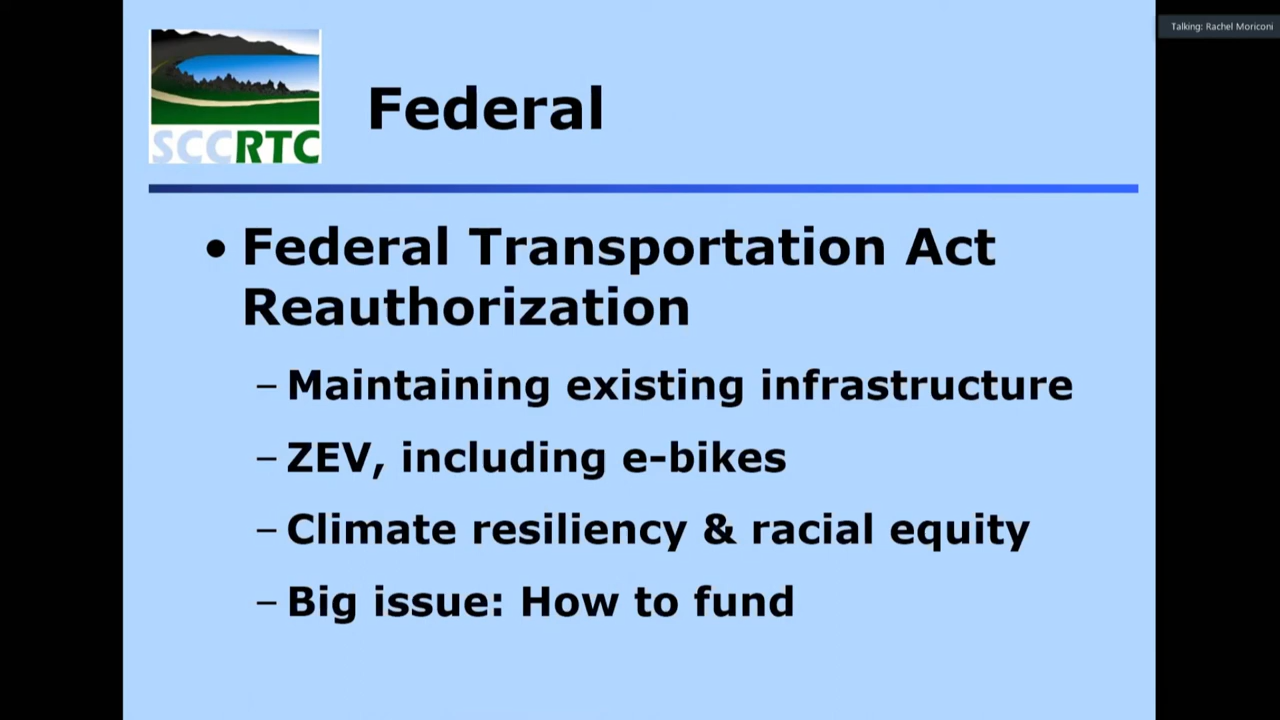 Talking: Rachel Moriconi
SCCRTC
Federal
• Federal Transportation Act
Reauthorization
– Maintaining existing infrastructure
– ZEV, including e-bikes
– Climate resiliency & racial equity
– Big issue: How to fund